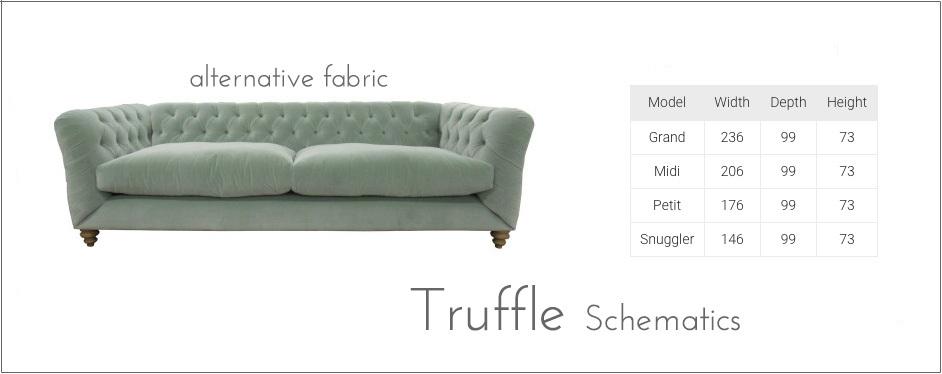 alternative fabric
Model Width Depth Height
Grand 236 99 73
Midi 206 99 73
Petit 176 99 73
Snuggler 146 99 73
Truffle Schematics